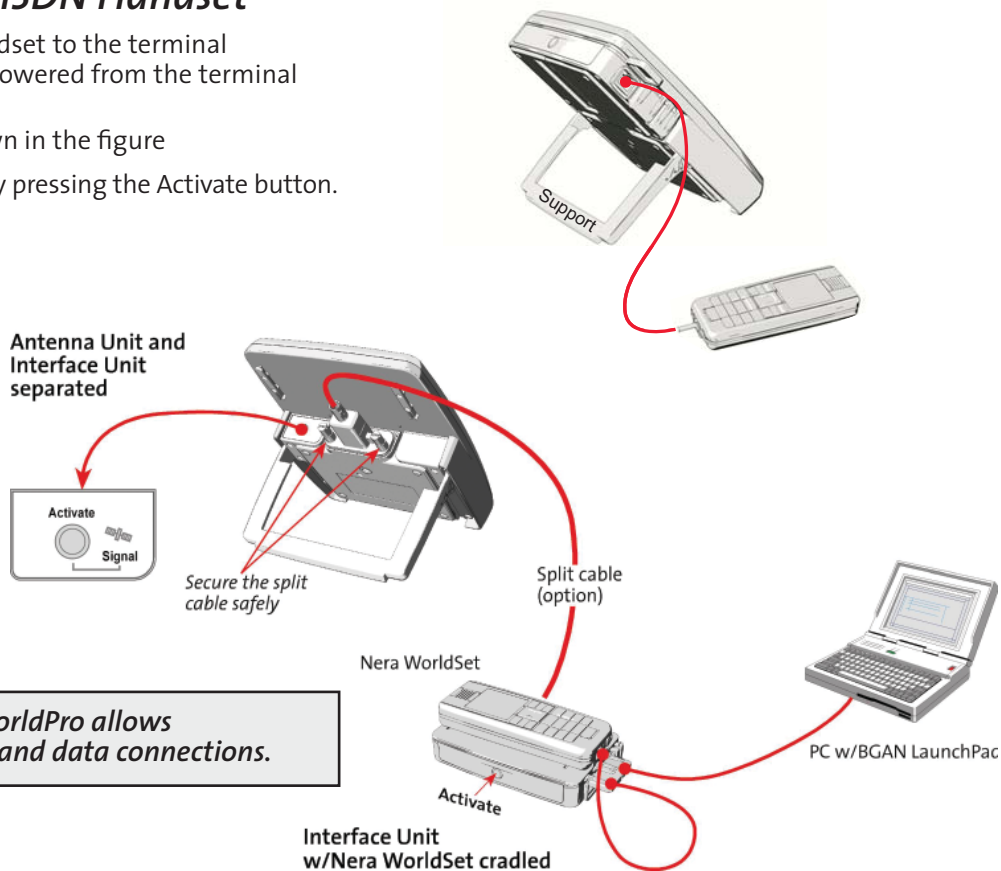 ISDN Handset
dset to the terminal
owered from the terminal
n in the figure
y pressing the Activate button.
Support
Antenna Unit and
Interface Unit
separated
Activate
Signal
Secure the split
cable safely
Split cable
(option)
Nera WorldSet
PC w/BGAN LaunchPad
orldPro allows
and data connections.
Activate
Interface Unit
w/Nera WorldSet cradled